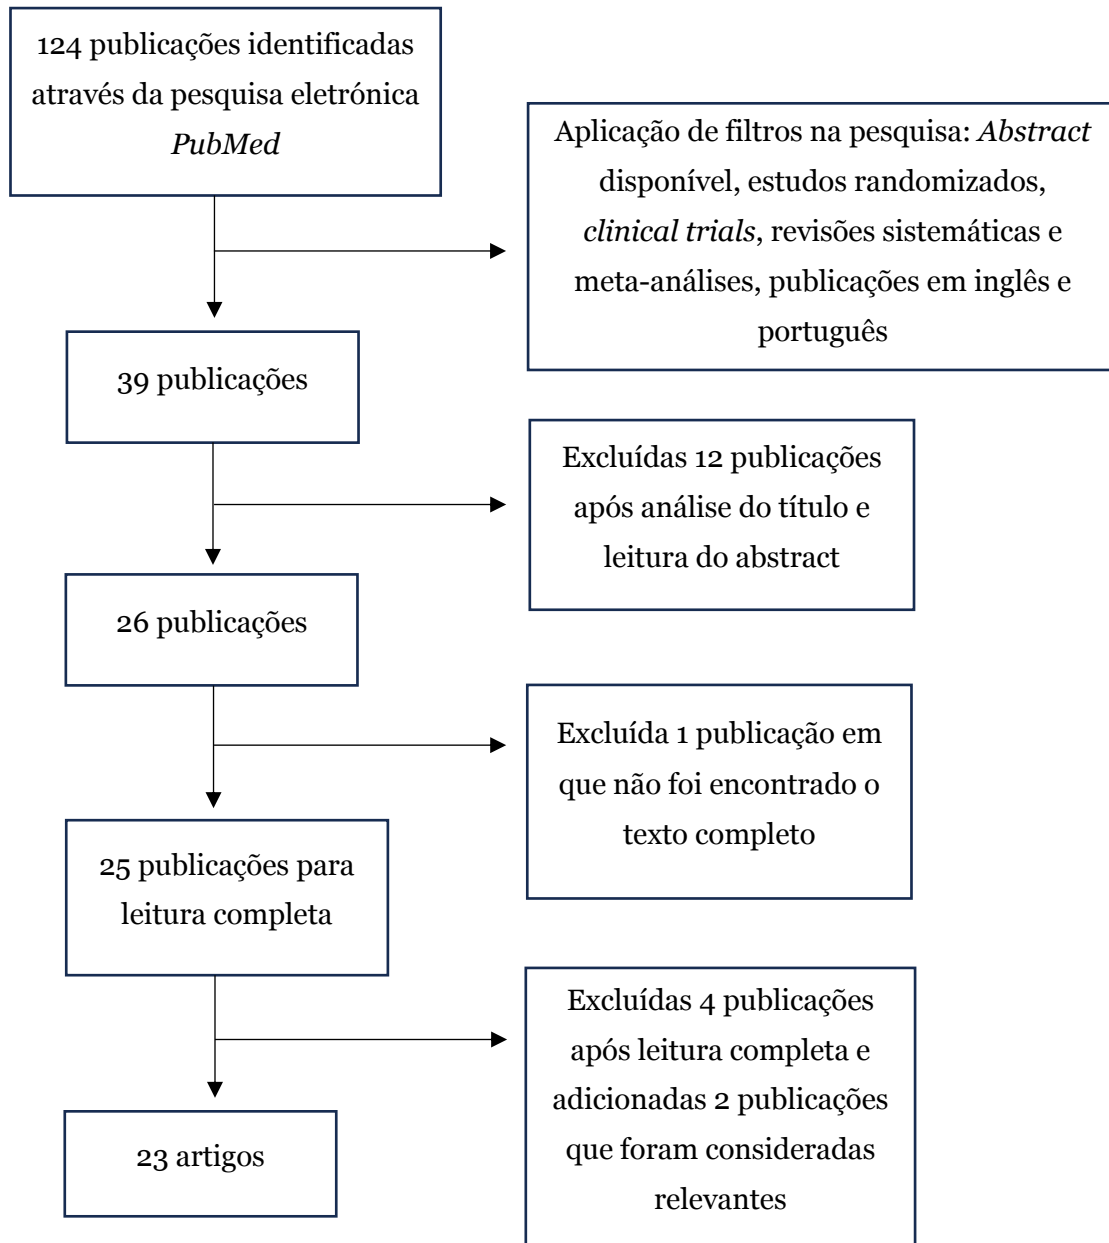 124 publicações identificadas
através da pesquisa eletrónica
PubMed
Aplicação de filtros na pesquisa: Abstract
disponível, estudos randomizados,
clinical trials, revisões sistemáticas e
meta-análises, publicações em inglês e
português
39 publicações
Excluídas 12 publicações
após análise do título e
leitura do abstract
26 publicações
Excluída 1 publicação em
que não foi encontrado o
texto completo
25 publicações para
leitura completa
Excluídas 4 publicações
após leitura completa e
adicionadas 2 publicações
que foram consideradas
relevantes
23 artigos